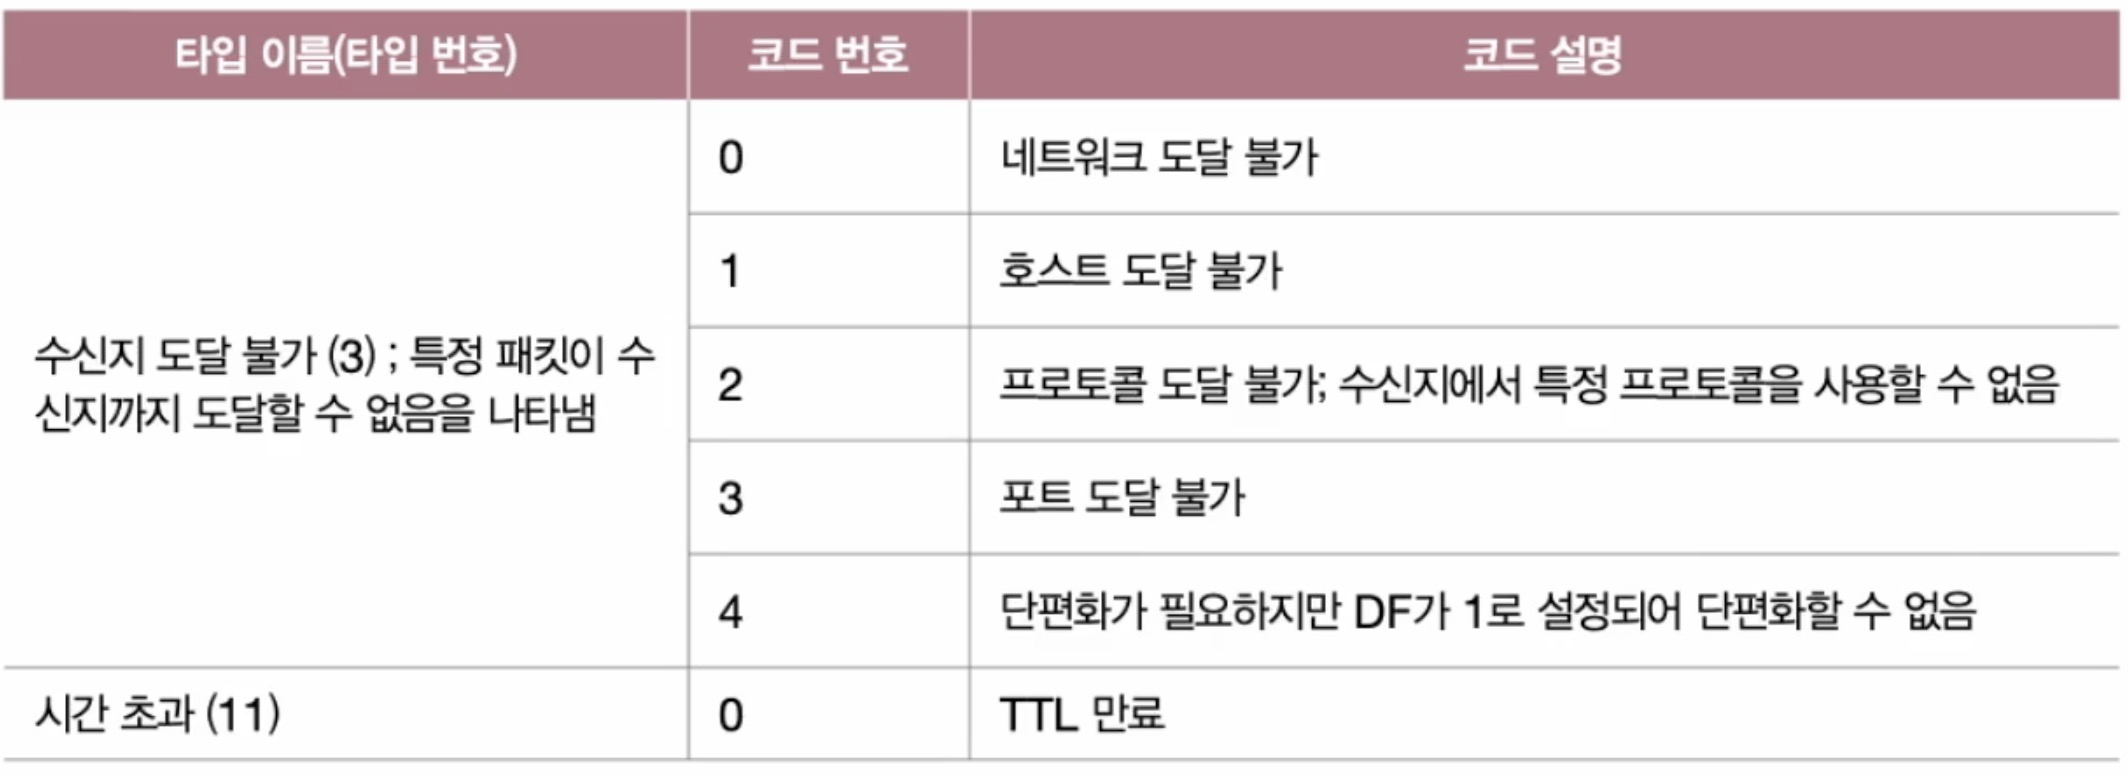 타입 이름(타입 번호) 코드 번호 코드 설명
0 네트워크 도달 불가
1 호스트 도달 불가
수신지 도달 불가 (3) ; 특정 패킷이 수
신지까지 도달할 수 없음을 나타냄
2 프로토콜 도달 불가; 수신지에서 특정 프로토콜을 사용할 수 없음
3 포트 도달 불가
4 단편화가 필요하지만 DF가 1로 설정되어 단편화할 수 없음
시간 초과 (11) 0 TTL 만료